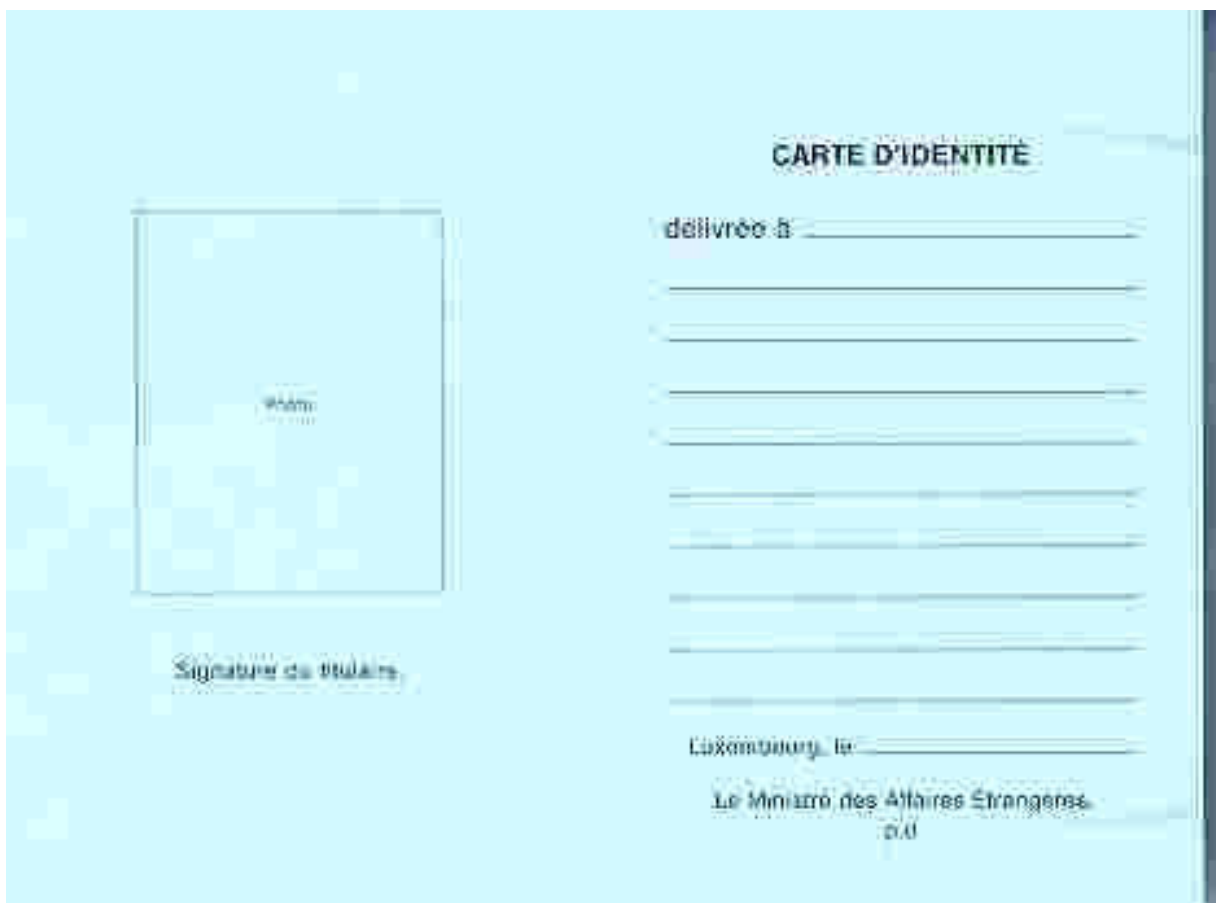 Photo
Signature du titulaire,
CARTE D'IDENTITÉ
délivrée à
Luxembourg, le
Le Ministre des Affaires Etrangères,
p.d.